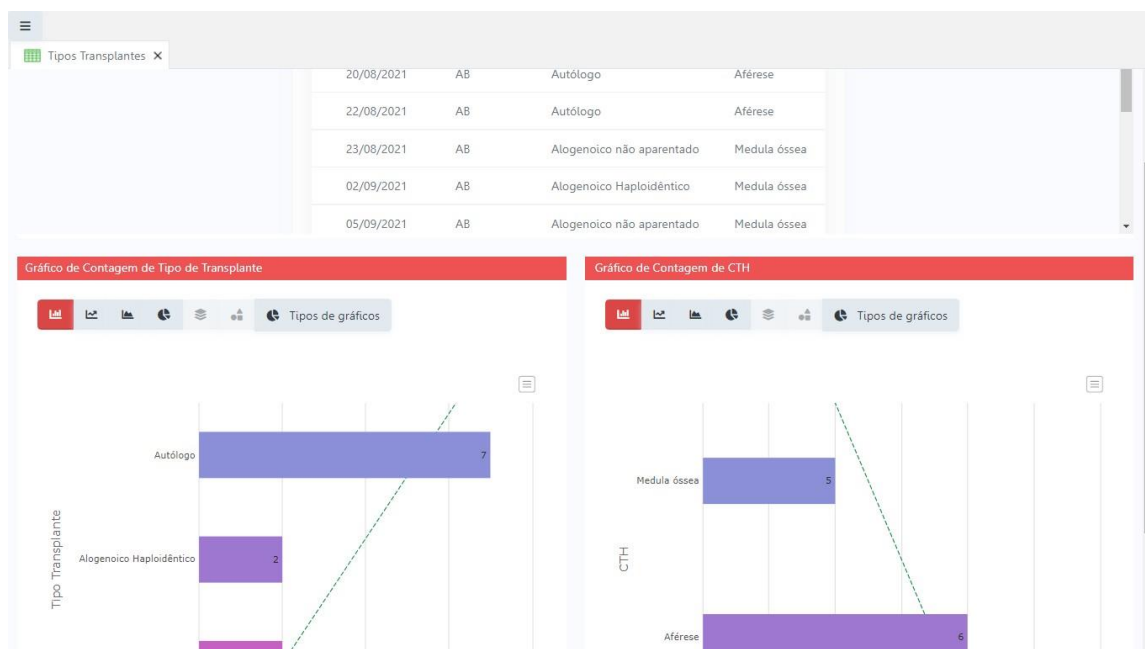 Tipos Transplantes
20/08/2021 AB Autólogo Aférese
22/08/2021 AB Autólogo Aférese
23/08/2021 AB Alogenoico não aparentado Medula óssea
02/09/2021 AB Alogenoico Haploidêntico Medula óssea
05/09/2021 AB Alogenoico não aparentado Medula óssea
Gráfico de Contagem de Tipo de Transplante
Tipos de gráficos
Tipo Transplante
Autólogo 7
Alogenoico Haploidêntico 2
Gráfico de Contagem de CTH
Tipos de gráficos
CTH
Medula óssea 5
Aférese 6